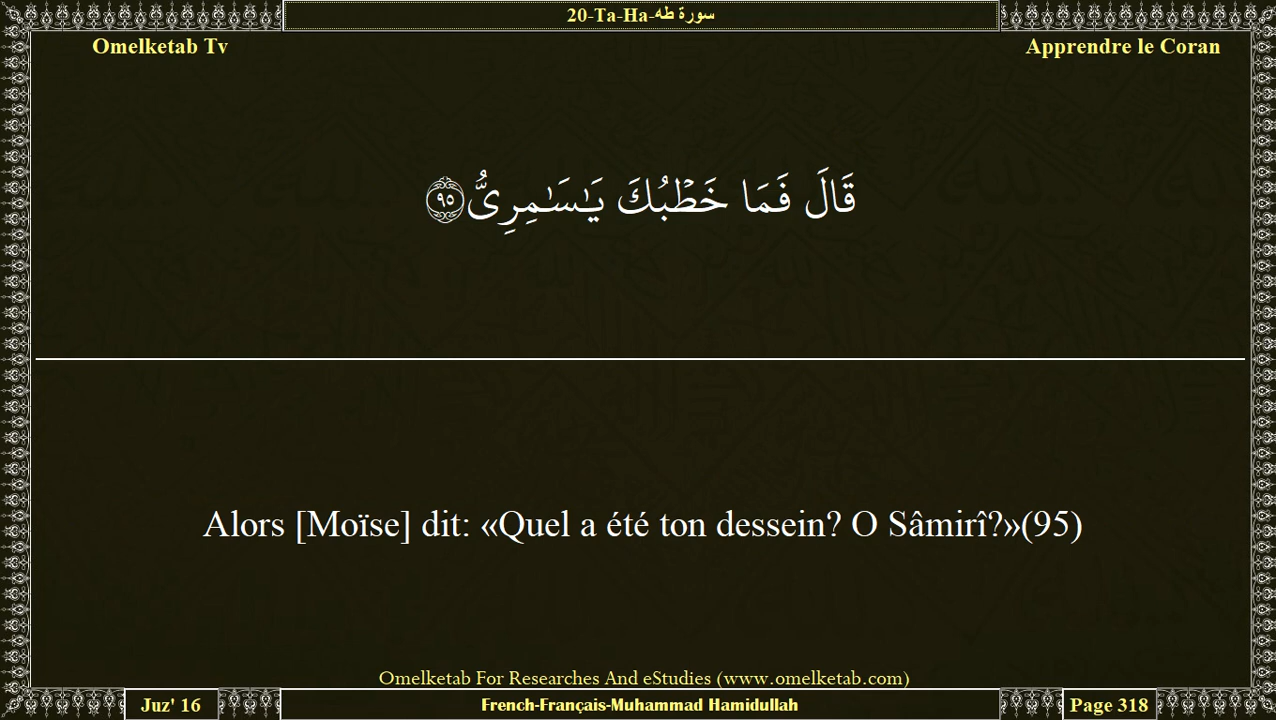 20-Ta-Ha-سورة طه
Omelketab Tv
Apprendre le Coran
قَالَ فَمَا خَطْبُكَ يَـٰسَـٰمِرِىُّ ٩٥
Alors [Moïse] dit: «Quel a été ton dessein? O Sâmirî?»(95)
Omelketab For Researches And eStudies (www.omelketab.com)
Juz' 16
French-Français-Muhammad Hamidullah
Page 318